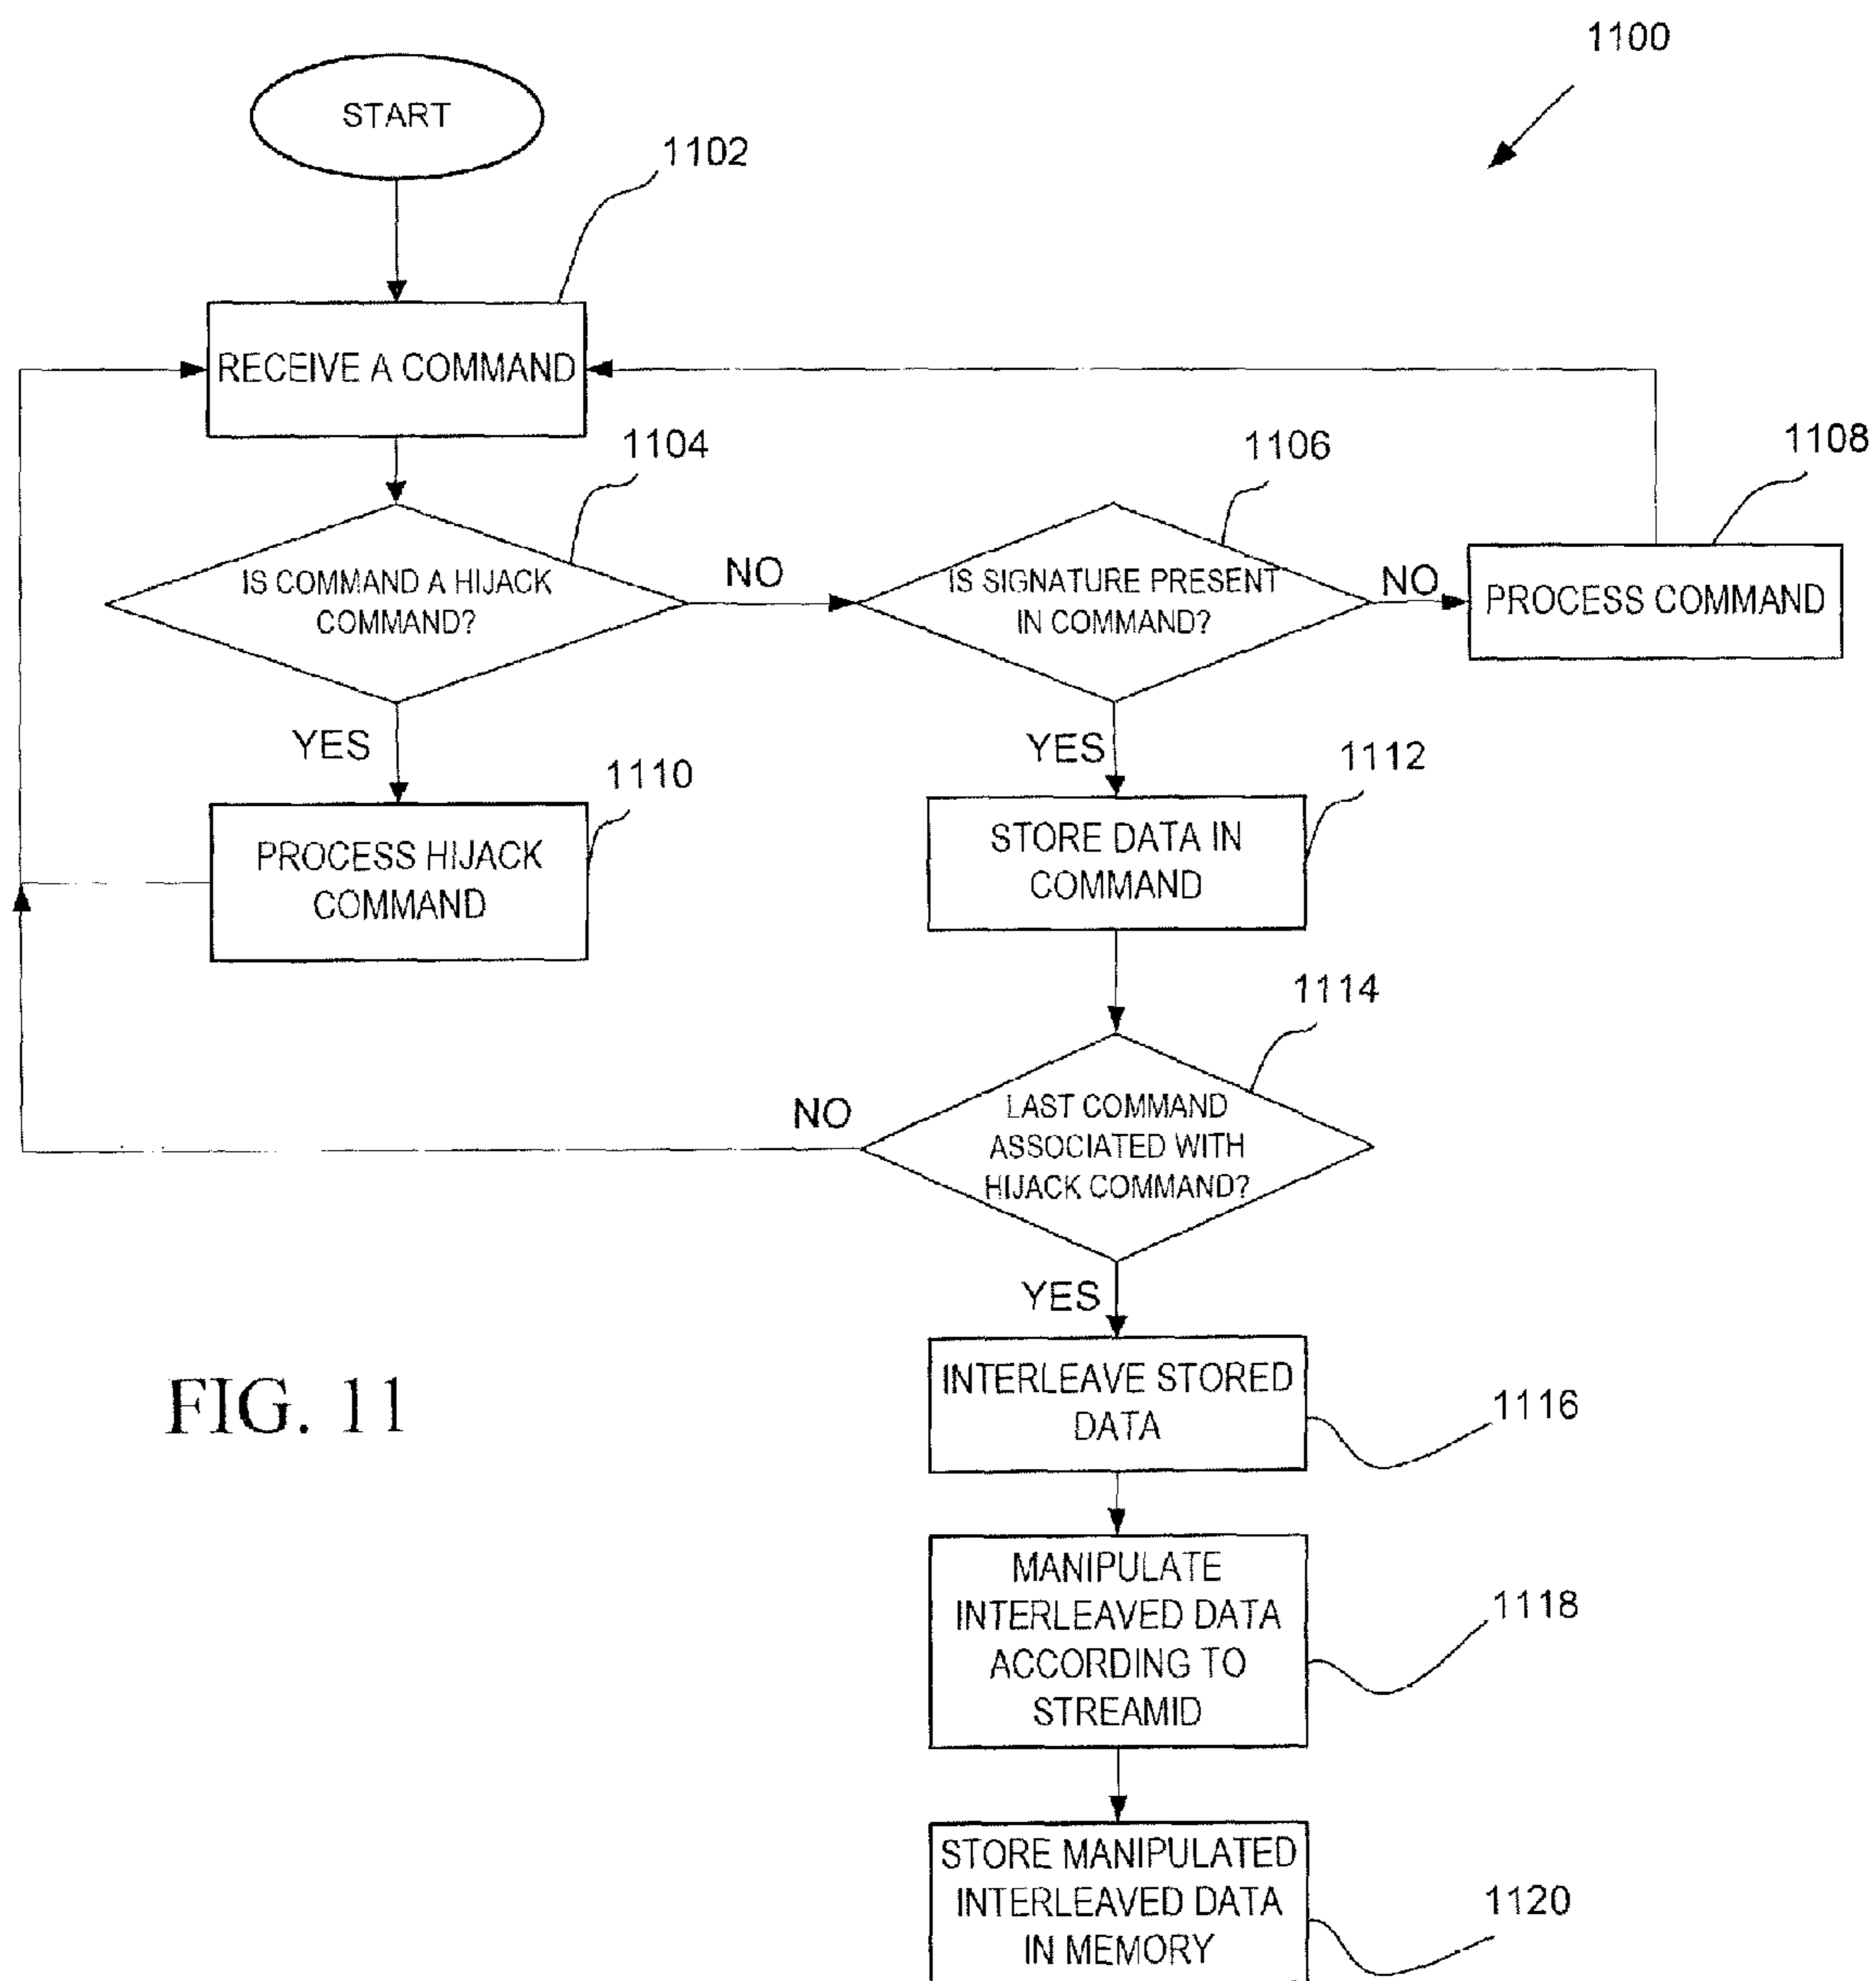 1100
START
1102
RECEIVE A COMMAND
1104
1106
1108
IS COMMAND A HIJACK
COMMAND?
NO
IS SIGNATURE PRESENT
IN COMMAND?
NO
PROCESS COMMAND
YES
1110
YES
1112
PROCESS HIJACK
COMMAND
STORE DATA IN
COMMAND
1114
NO
LAST COMMAND
ASSOCIATED WITH
HIJACK COMMAND?
YES
INTERLEAVE STORED
DATA
1116
FIG. 11
MANIPULATE
INTERLEAVED DATA
ACCORDING TO
STREAMID
1118
STORE MANIPULATED
INTERLEAVED DATA
IN MEMORY
1120